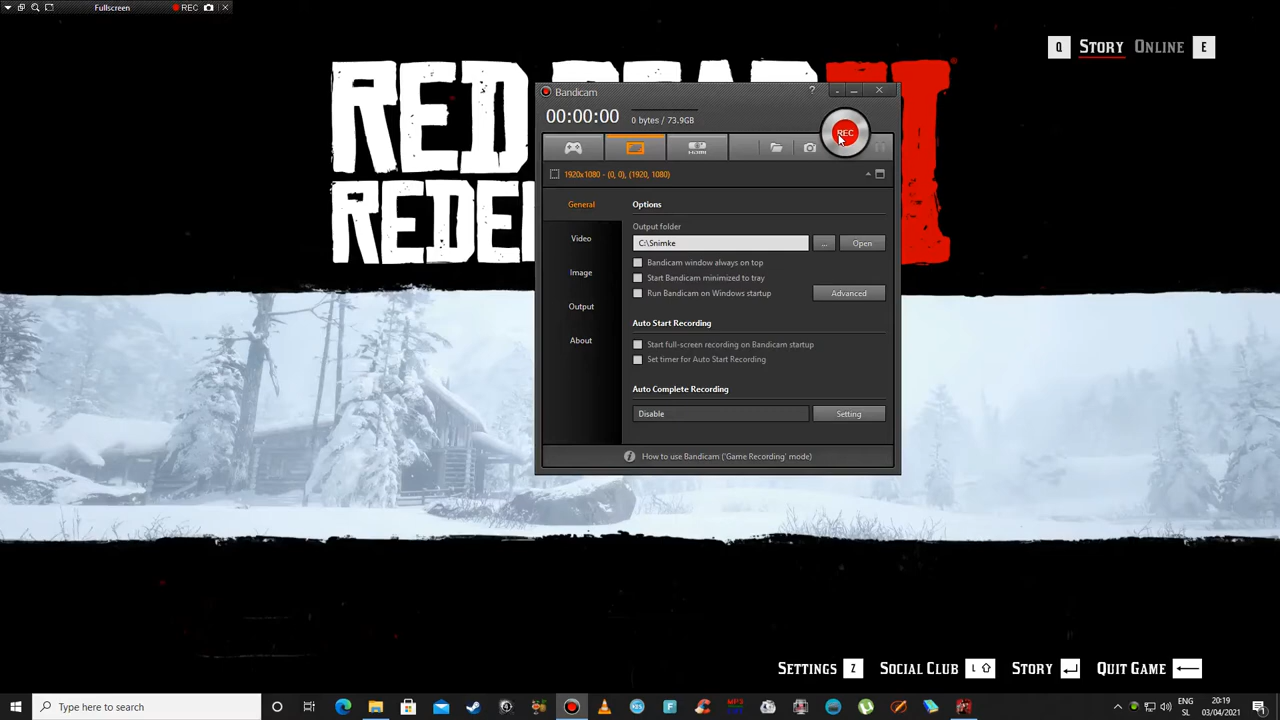 Fullscreen
REC
Q STORY ONLINE E
RED
REDE
II
Bandicam
?
00:00:00
0 bytes / 73.9GB
REC
HDMI
1920x1080 - (0, 0), (1920, 1080)
General
Video
Image
Output
About
Options
Output folder
C:\Snimke
...
Open
Bandicam window always on top
Start Bandicam minimized to tray
Run Bandicam on Windows startup
Advanced
Auto Start Recording
Start full-screen recording on Bandicam startup
Set timer for Auto Start Recording
Auto Complete Recording
Disable
Setting
How to use Bandicam ('Game Recording' mode)
SETTINGS Z SOCIAL CLUB L STORY QUIT GAME
Type here to search
MP3
ENG
SL
20:19
03/04/2021